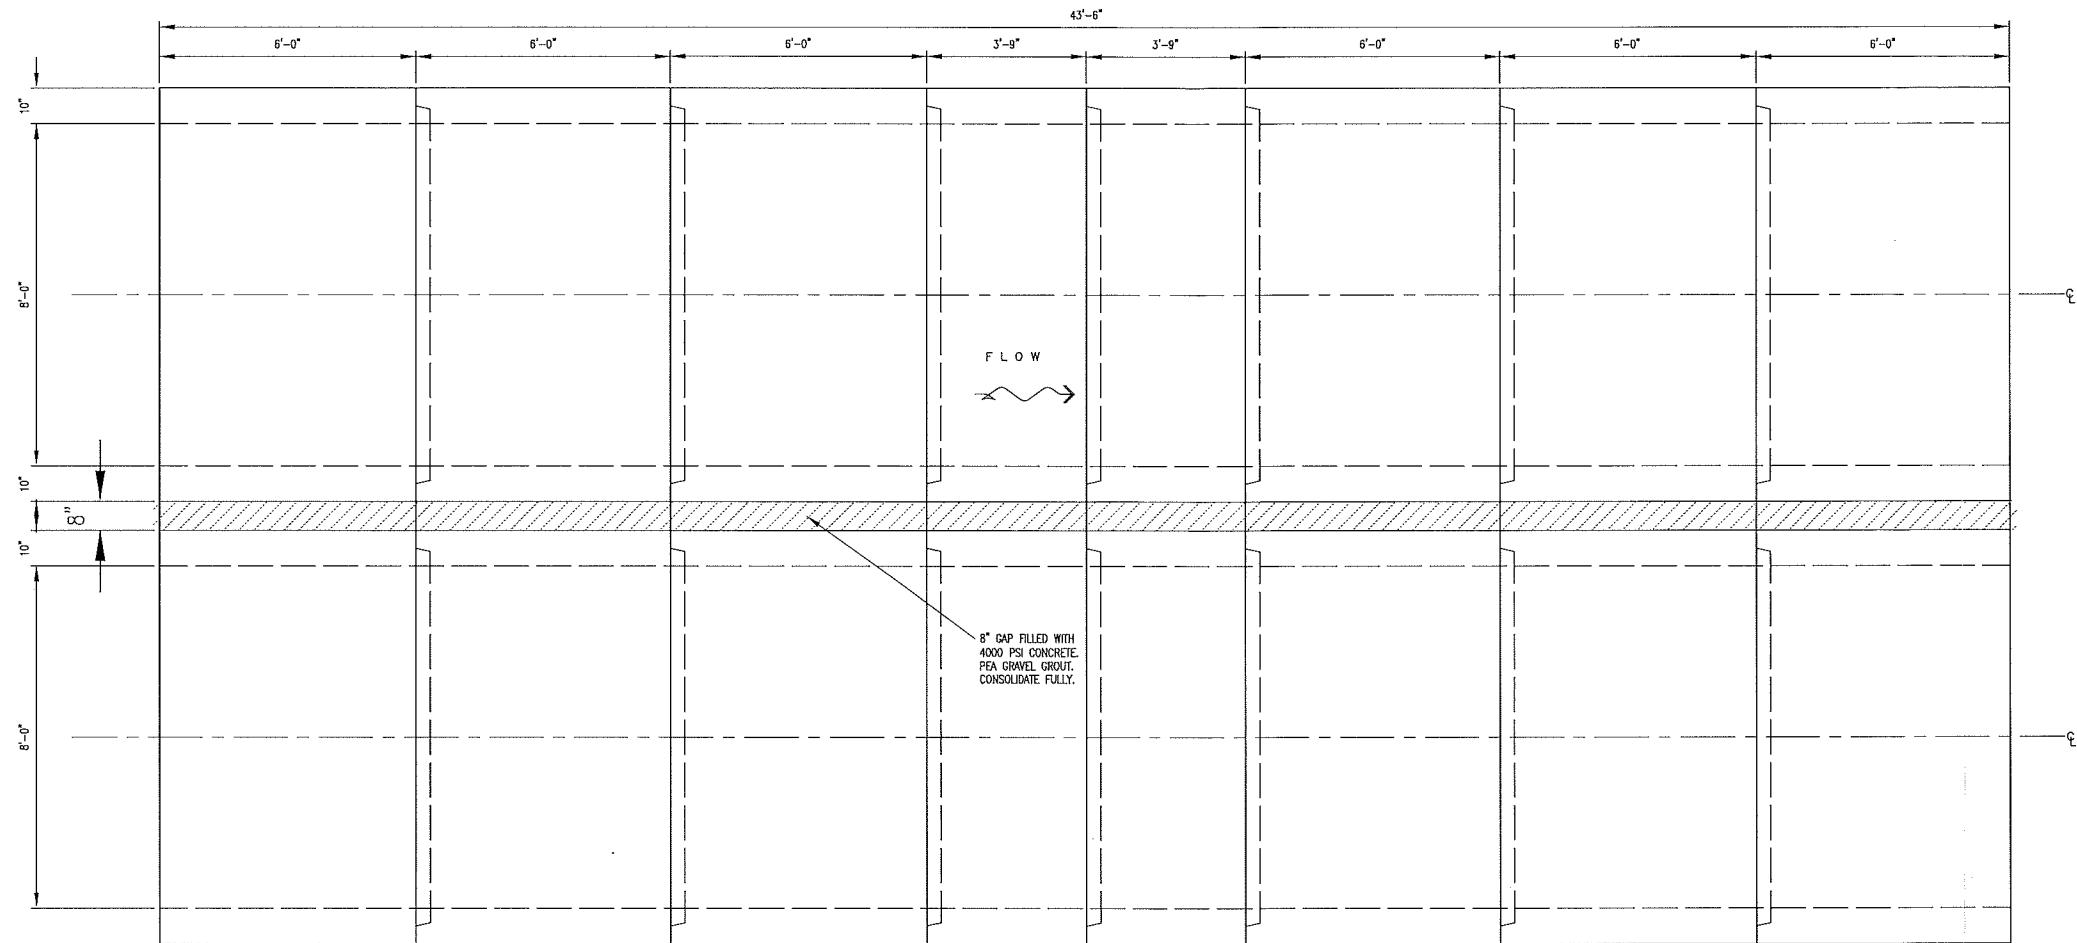 43'-6"
6'-0" 6'-0" 6'-0" 3'-9" 3'-9" 6'-0" 6'-0" 6'-0"
10"
8'-0"
℄
FLOW
10"
8"
10"
8" GAP FILLED WITH
4000 PSI CONCRETE.
PEA GRAVEL GROUT.
CONSOLIDATE FULLY.
8'-0"
℄